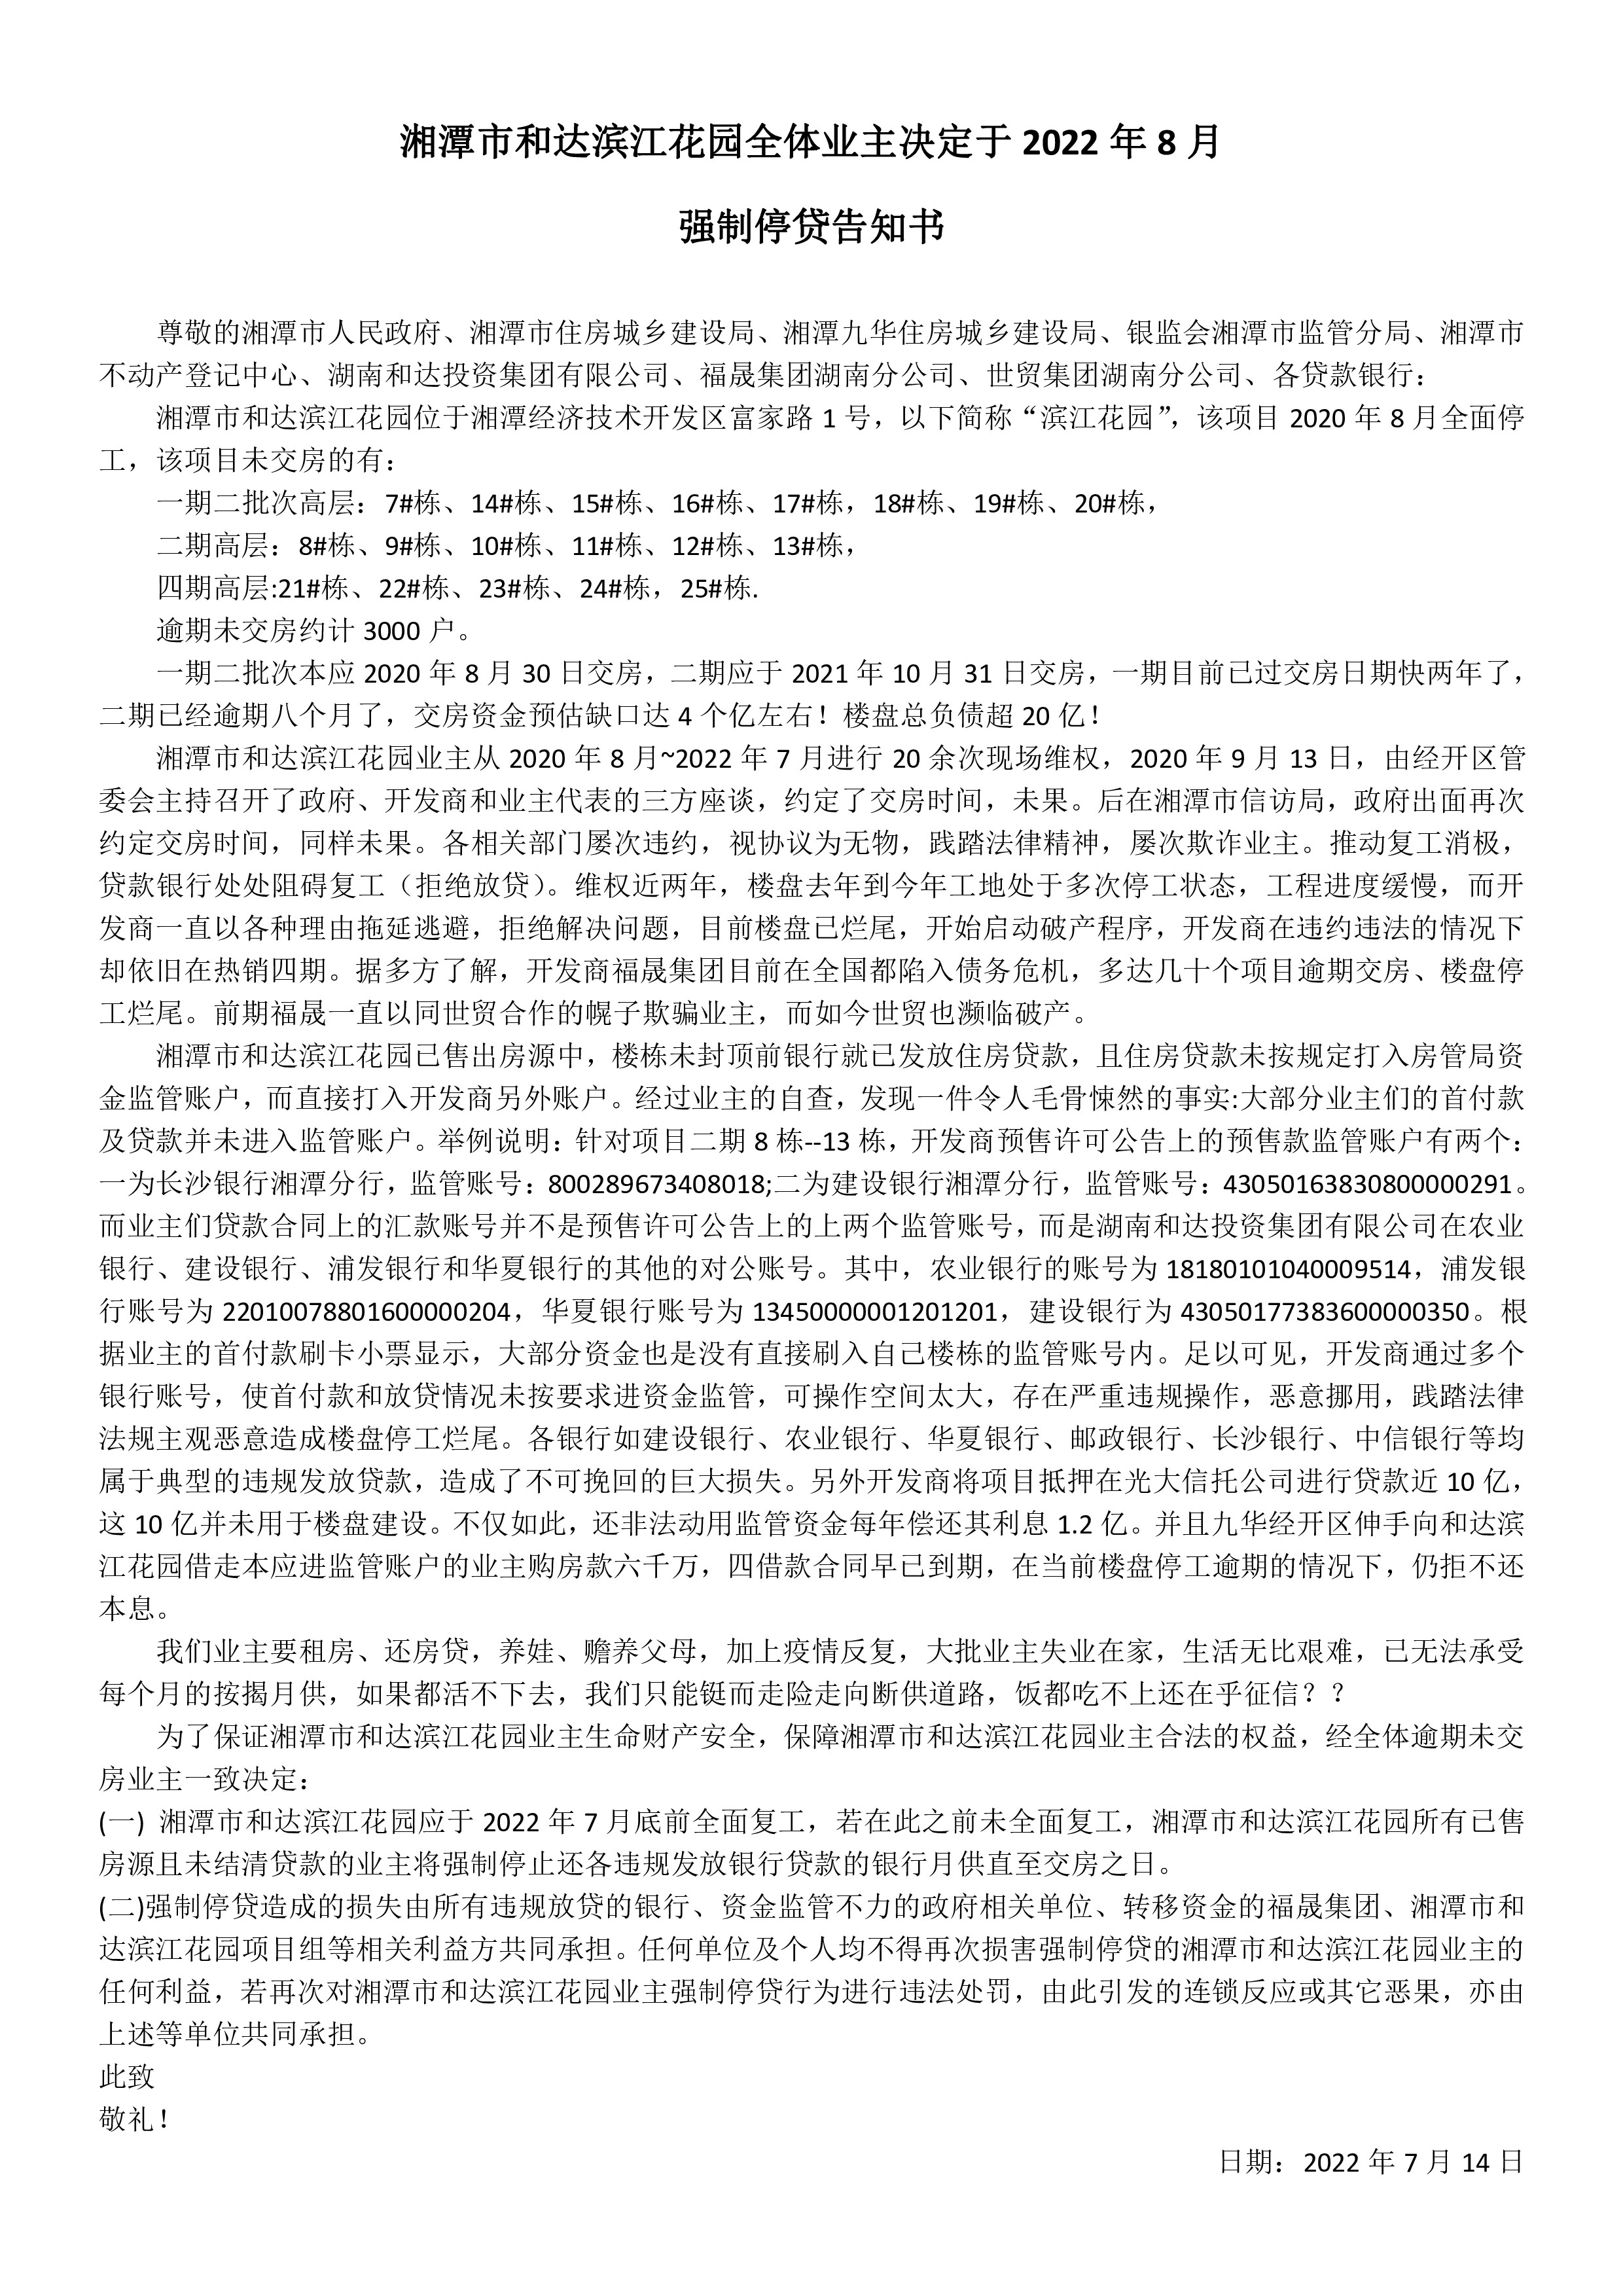 湘潭市和达滨江花园全体业主决定于 2022 年 8 月
强制停贷告知书
尊敬的湘潭市人民政府、湘潭市住房城乡建设局、湘潭九华住房城乡建设局、银监会湘潭市监管分局、湘潭市
不动产登记中心、湖南和达投资集团有限公司、福晟集团湖南分公司、世贸集团湖南分公司、各贷款银行：
湘潭市和达滨江花园位于湘潭经济技术开发区富家路 1 号，以下简称“滨江花园”，该项目 2020 年 8 月全面停
工，该项目未交房的有：
一期二批次高层：7#栋、14#栋、15#栋、16#栋、17#栋，18#栋、19#栋、20#栋，
二期高层：8#栋、9#栋、10#栋、11#栋、12#栋、13#栋，
四期高层:21#栋、22#栋、23#栋、24#栋，25#栋.
逾期未交房约计 3000 户。
一期二批次本应 2020 年 8 月 30 日交房，二期应于 2021 年 10 月 31 日交房，一期目前已过交房日期快两年了，
二期已经逾期八个月了，交房资金预估缺口达 4 个亿左右！楼盘总负债超 20 亿！
湘潭市和达滨江花园业主从 2020 年 8 月~2022 年 7 月进行 20 余次现场维权，2020 年 9 月 13 日，由经开区管
委会主持召开了政府、开发商和业主代表的三方座谈，约定了交房时间，未果。后在湘潭市信访局，政府出面再次
约定交房时间，同样未果。各相关部门屡次违约，视协议为无物，践踏法律精神，屡次欺诈业主。推动复工消极，
贷款银行处处阻碍复工（拒绝放贷）。维权近两年，楼盘去年到今年工地处于多次停工状态，工程进度缓慢，而开
发商一直以各种理由拖延逃避，拒绝解决问题，目前楼盘已烂尾，开始启动破产程序，开发商在违约违法的情况下
却依旧在热销四期。据多方了解，开发商福晟集团目前在全国都陷入债务危机，多达几十个项目逾期交房、楼盘停
工烂尾。前期福晟一直以同世贸合作的幌子欺骗业主，而如今世贸也濒临破产。
湘潭市和达滨江花园已售出房源中，楼栋未封顶前银行就已发放住房贷款，且住房贷款未按规定打入房管局资
金监管账户，而直接打入开发商另外账户。经过业主的自查，发现一件令人毛骨悚然的事实:大部分业主们的首付款
及贷款并未进入监管账户。举例说明：针对项目二期 8 栋--13 栋，开发商预售许可公告上的预售款监管账户有两个：
一为长沙银行湘潭分行，监管账号：800289673408018;二为建设银行湘潭分行，监管账号：43050163830800000291。
而业主们贷款合同上的汇款账号并不是预售许可公告上的上两个监管账号，而是湖南和达投资集团有限公司在农业
银行、建设银行、浦发银行和华夏银行的其他的对公账号。其中，农业银行的账号为 18180101040009514，浦发银
行账号为 22010078801600000204，华夏银行账号为 13450000001201201，建设银行为 43050177383600000350。根
据业主的首付款刷卡小票显示，大部分资金也是没有直接刷入自己楼栋的监管账号内。足以可见，开发商通过多个
银行账号，使首付款和放贷情况未按要求进资金监管，可操作空间太大，存在严重违规操作，恶意挪用，践踏法律
法规主观恶意造成楼盘停工烂尾。各银行如建设银行、农业银行、华夏银行、邮政银行、长沙银行、中信银行等均
属于典型的违规发放贷款，造成了不可挽回的巨大损失。另外开发商将项目抵押在光大信托公司进行贷款近 10 亿，
这 10 亿并未用于楼盘建设。不仅如此，还非法动用监管资金每年偿还其利息 1.2 亿。并且九华经开区伸手向和达滨
江花园借走本应进监管账户的业主购房款六千万，四借款合同早已到期，在当前楼盘停工逾期的情况下，仍拒不还
本息。
我们业主要租房、还房贷，养娃、赡养父母，加上疫情反复，大批业主失业在家，生活无比艰难，已无法承受
每个月的按揭月供，如果都活不下去，我们只能铤而走险走向断供道路，饭都吃不上还在乎征信？？
为了保证湘潭市和达滨江花园业主生命财产安全，保障湘潭市和达滨江花园业主合法的权益，经全体逾期未交
房业主一致决定：
(一) 湘潭市和达滨江花园应于 2022 年 7 月底前全面复工，若在此之前未全面复工，湘潭市和达滨江花园所有已售
房源且未结清贷款的业主将强制停止还各违规发放银行贷款的银行月供直至交房之日。
(二)强制停贷造成的损失由所有违规放贷的银行、资金监管不力的政府相关单位、转移资金的福晟集团、湘潭市和
达滨江花园项目组等相关利益方共同承担。任何单位及个人均不得再次损害强制停贷的湘潭市和达滨江花园业主的
任何利益，若再次对湘潭市和达滨江花园业主强制停贷行为进行违法处罚，由此引发的连锁反应或其它恶果，亦由
上述等单位共同承担。
此致
敬礼！
日期：2022 年 7 月 14 日